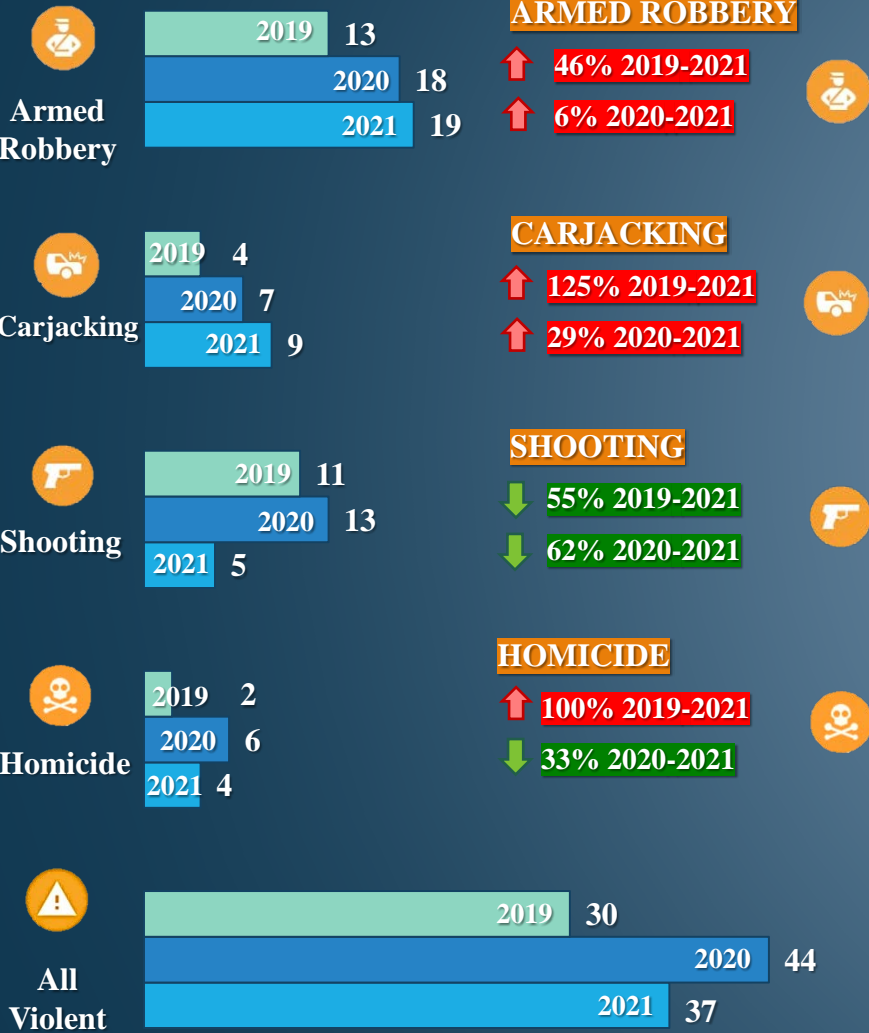 ARMED ROBBERY
2019 13
2020 18
2021 19
Armed
Robbery
46% 2019-2021
6% 2020-2021
CARJACKING
2019 4
2020 7
2021 9
Carjacking
125% 2019-2021
29% 2020-2021
SHOOTING
2019 11
2020 13
2021 5
Shooting
55% 2019-2021
62% 2020-2021
HOMICIDE
2019 2
2020 6
2021 4
Homicide
100% 2019-2021
33% 2020-2021
2019 30
2020 44
2021 37
All
Violent